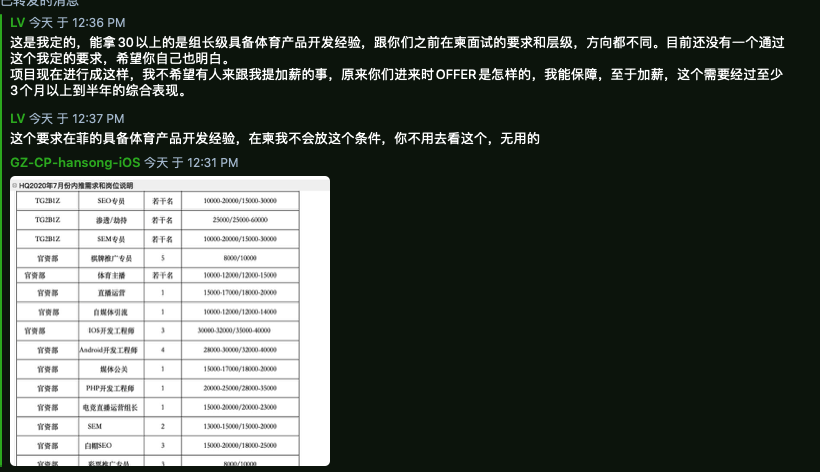 已转发的消息
LV 今天 于 12:36 PM
这是我定的，能拿30以上的是组长级具备体育产品开发经验，跟你们之前在柬面试的要求和层级，方向都不同。目前还没有一个通过
这个我定的要求，希望你自己也明白。
项目现在进行成这样，我不希望有人来跟我提加薪的事，原来你们进来时OFFER是怎样的，我能保障，至于加薪，这个需要经过至少
3个月以上到半年的综合表现。
LV 今天 于 12:37 PM
这个要求在菲的具备体育产品开发经验，在柬我不会放这个条件，你不用去看这个，无用的
GZ-CP-hansong-iOS 今天 于 12:31 PM
HQ2020年7月份内推需求和岗位说明
TG2B1Z SEO专员 若干名 10000-20000/15000-30000
TG2B1Z 渗透/劫持 若干名 25000/25000-60000
TG2B1Z SEM专员 若干名 10000-20000/15000-30000
官资部 棋牌推广专员 5 8000/10000
官资部 体育主播 若干名 10000-12000/12000-15000
官资部 直播运营 1 15000-17000/18000-20000
官资部 自媒体引流 1 10000-12000/12000-14000
官资部 IOS开发工程师 3 30000-32000/35000-40000
官资部 Android开发工程师 4 28000-30000/32000-40000
官资部 媒体公关 1 15000-17000/18000-20000
官资部 PHP开发工程师 1 20000-25000/28000-35000
官资部 电竞直播运营组长 1 15000-20000/20000-23000
官资部 SEM 2 13000-15000/15000-20000
官资部 白帽SEO 3 15000-20000/18000-25000
官资部 彩票推广专员 3 8000/10000